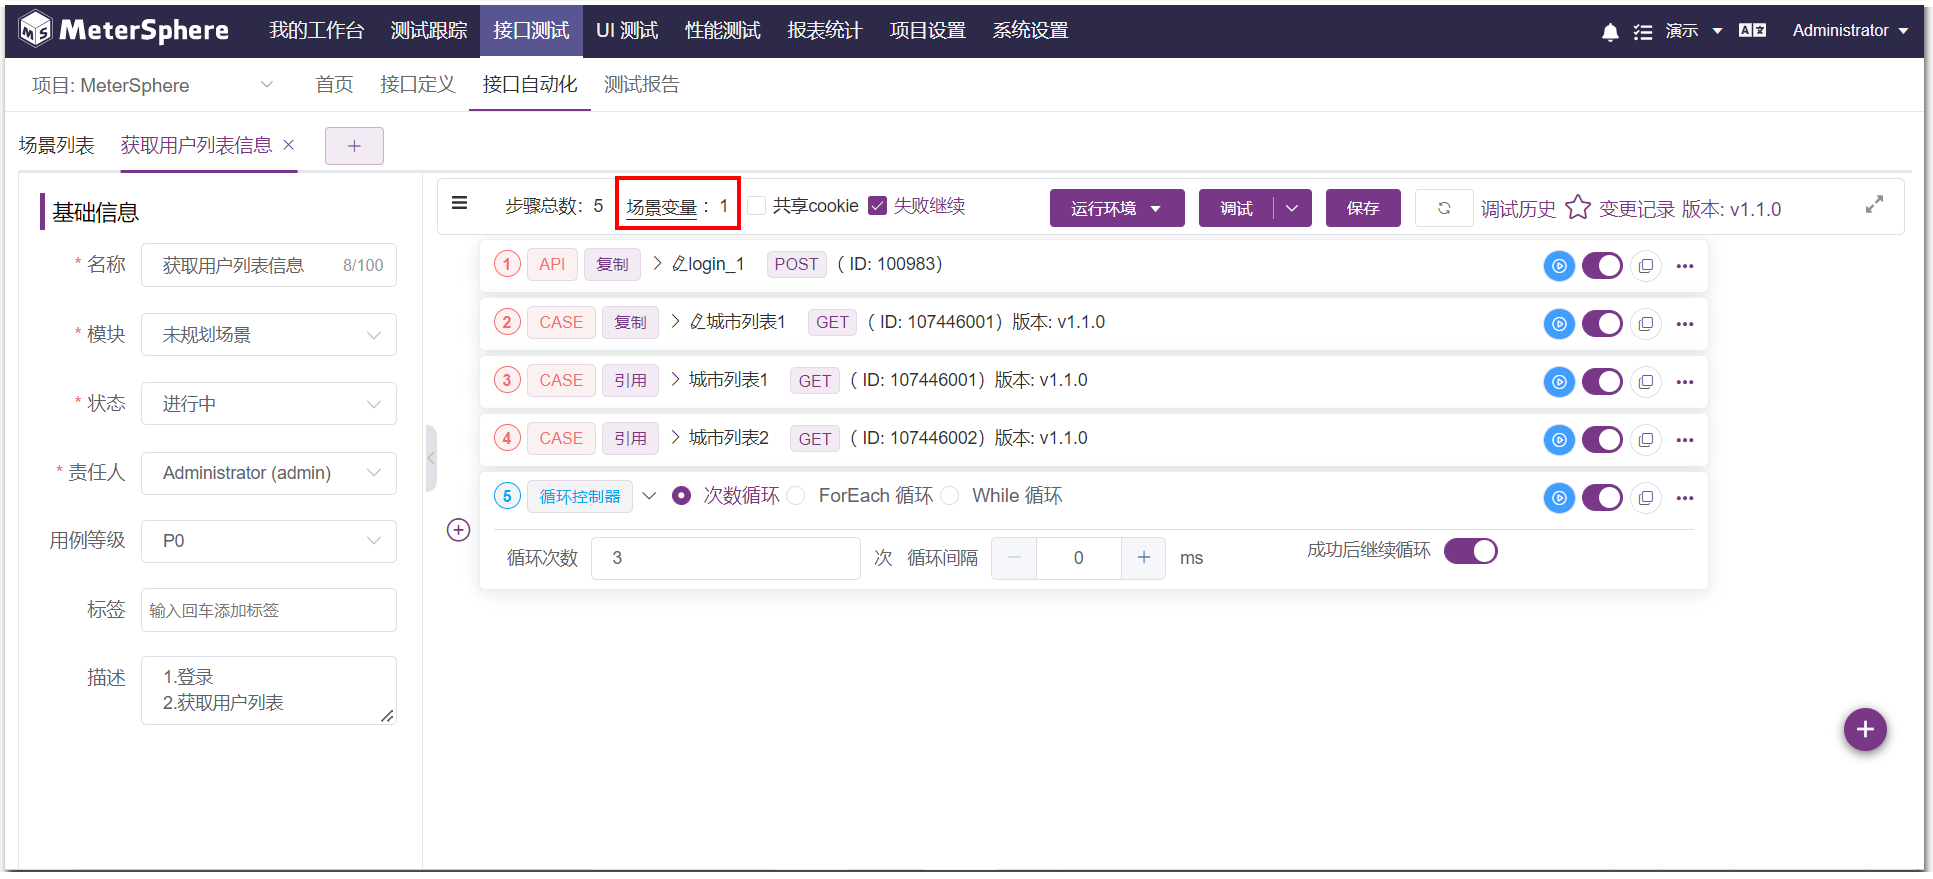 MeterSphere 我的工作台 测试跟踪 接口测试 UI 测试 性能测试 报表统计 项目设置 系统设置 演示 Administrator
项目: MeterSphere 首页 接口定义 接口自动化 测试报告
场景列表 获取用户列表信息
基础信息
* 名称 获取用户列表信息 8/100
* 模块 未规划场景
* 状态 进行中
* 责任人 Administrator (admin)
用例等级 P0
标签 输入回车添加标签
描述 1.登录
2.获取用户列表
步骤总数: 5 场景变量 : 1 共享cookie 失败继续 运行环境 调试 保存 调试历史 变更记录 版本: v1.1.0
1 API 复制 login_1 POST ( ID: 100983)
2 CASE 复制 城市列表1 GET ( ID: 107446001) 版本: v1.1.0
3 CASE 引用 城市列表1 GET ( ID: 107446001) 版本: v1.1.0
4 CASE 引用 城市列表2 GET ( ID: 107446002) 版本: v1.1.0
5 循环控制器 次数循环 ForEach 循环 While 循环
循环次数 3 次 循环间隔 0 ms 成功后继续循环